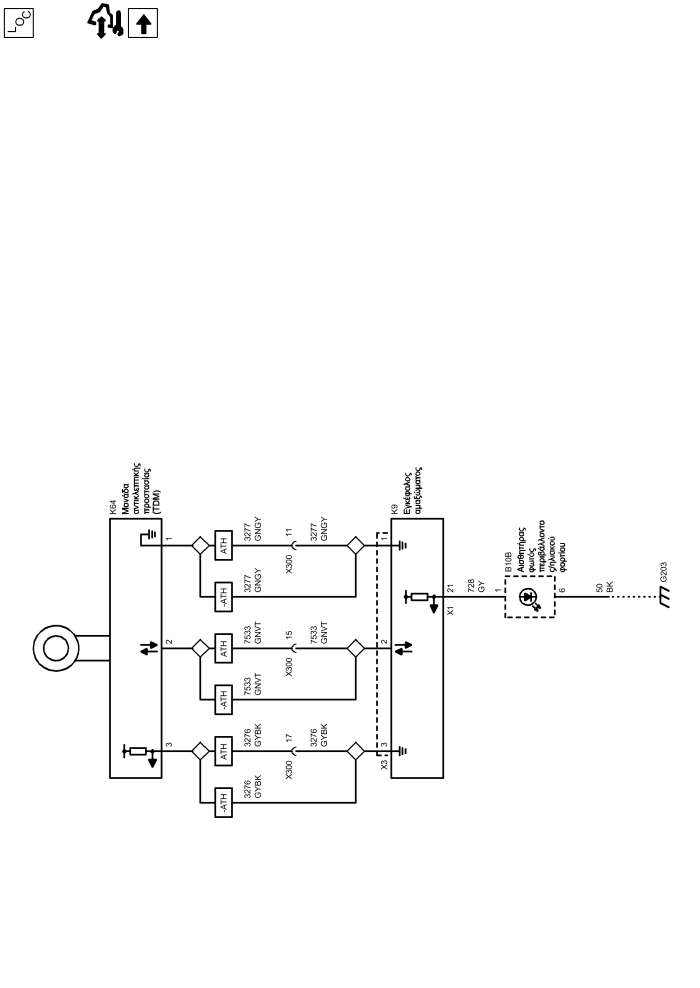 LOC
K64
Μονάδα
αντικλεπτικής
προστασίας
(TDM)
3
2
1
-ATH
ATH
-ATH
ATH
-ATH
ATH
3276
GYBK
7533
GNVT
7533
GNVT
3277
GNGY
3277
GNGY
3276
GYBK
X300
17
X300
15
X300
11
3276
GYBK
7533
GNVT
3277
GNGY
X3
3
2
1
K9
Εγκέφαλος
αμαξώματος
X1
21
728
GY
1
B10B
Αισθητήρας
φωτός
περιβάλλοντο
ς/ηλιακού
φορτίου
6
50
BK
G203